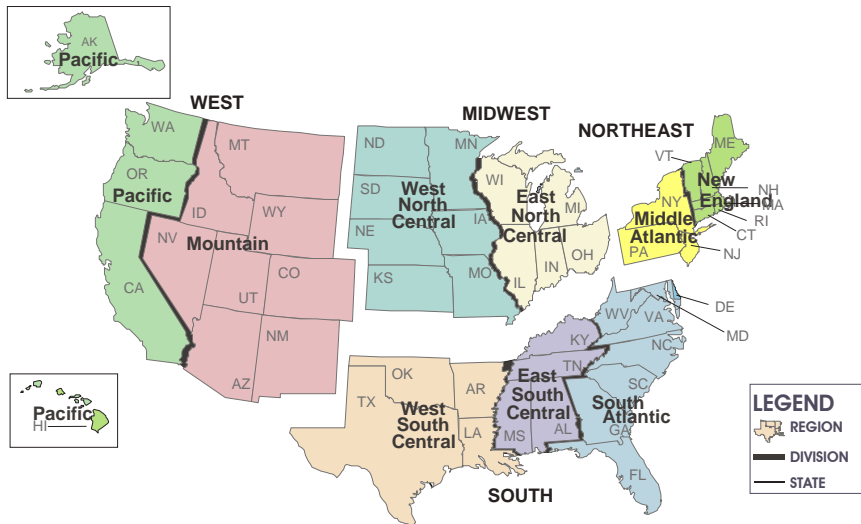 AK
Pacific
WEST
MIDWEST
NORTHEAST
WA
MT
ND
MN
VT
ME
OR
ID
WY
SD
WI
MI
NY
New
England
NH
MA
RI
CT
NJ
Pacific
Mountain
West
North
Central
East
North
Central
Middle
Atlantic
PA
NV
NE
IA
CA
UT
CO
KS
MO
IL
IN
OH
DE
MD
AZ
NM
WV
VA
KY
NC
TN
SC
OK
AR
TX
LA
West
South
Central
East
South
Central
MS
AL
South
Atlantic
GA
FL
SOUTH
Pacific
HI
LEGEND
REGION
DIVISION
STATE